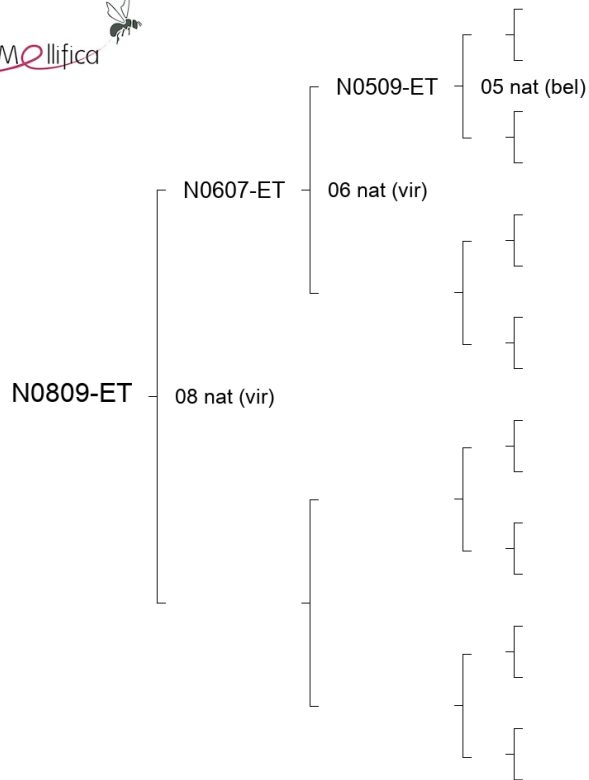 Mellifica
N0509-ET 05 nat (bel)
N0607-ET 06 nat (vir)
N0809-ET 08 nat (vir)